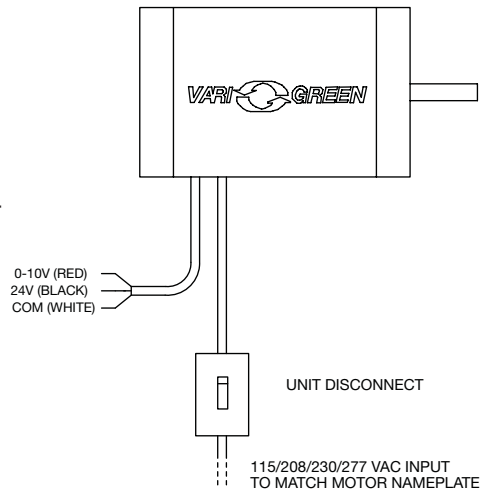 VARI GREEN
0-10V (RED)
24V (BLACK)
COM (WHITE)
UNIT DISCONNECT
115/208/230/277 VAC INPUT
TO MATCH MOTOR NAMEPLATE